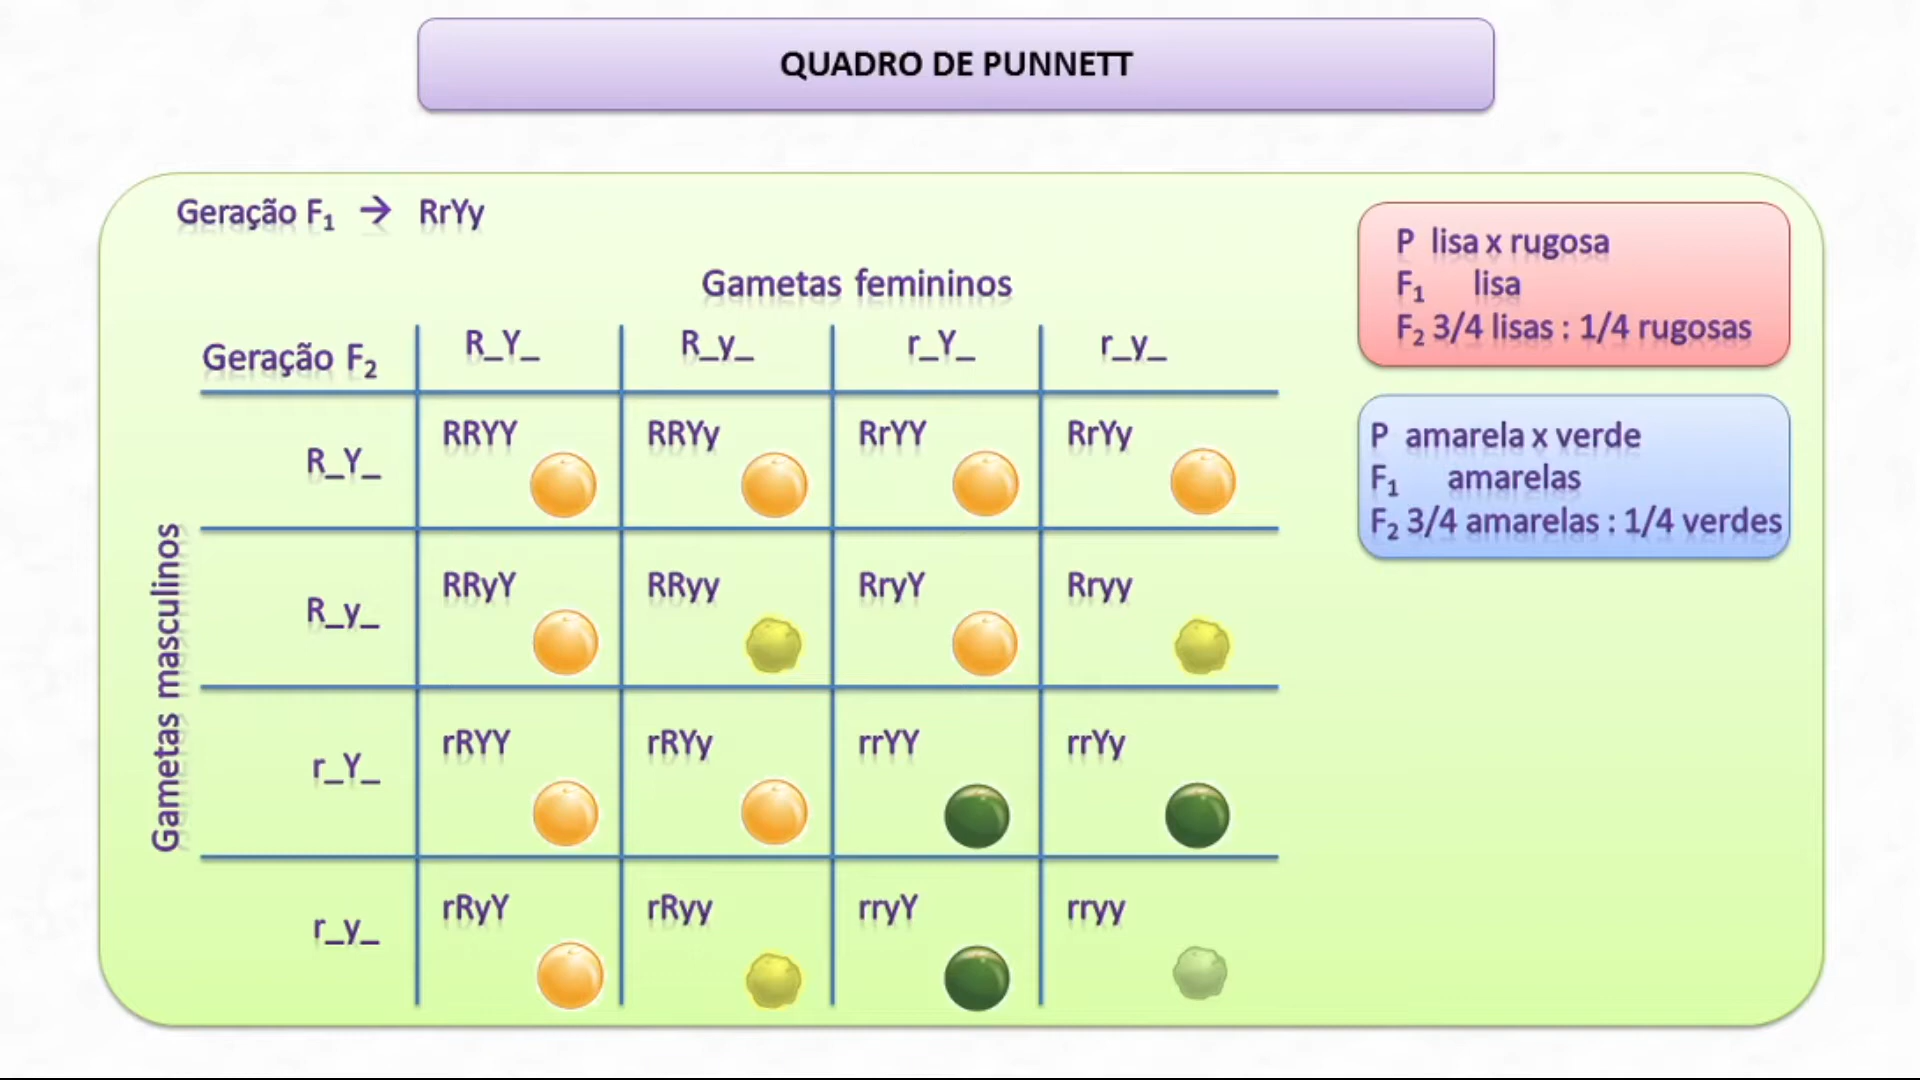 QUADRO DE PUNNETT
Geração F₁ → RrYy
Gametas femininos
Geração F₂ R_Y_ R_y_ r_Y_ r_y_
R_Y_ RRYY RRYy RrYY RrYy
R_y_ RRyY RRyy RryY Rryy
r_Y_ rRYY rRYy rrYY rrYy
r_y_ rRyY rRyy rryY rryy
Gametas masculinos
P lisa x rugosa
F₁ lisa
F₂ 3/4 lisas : 1/4 rugosas
P amarela x verde
F₁ amarelas
F₂ 3/4 amarelas : 1/4 verdes